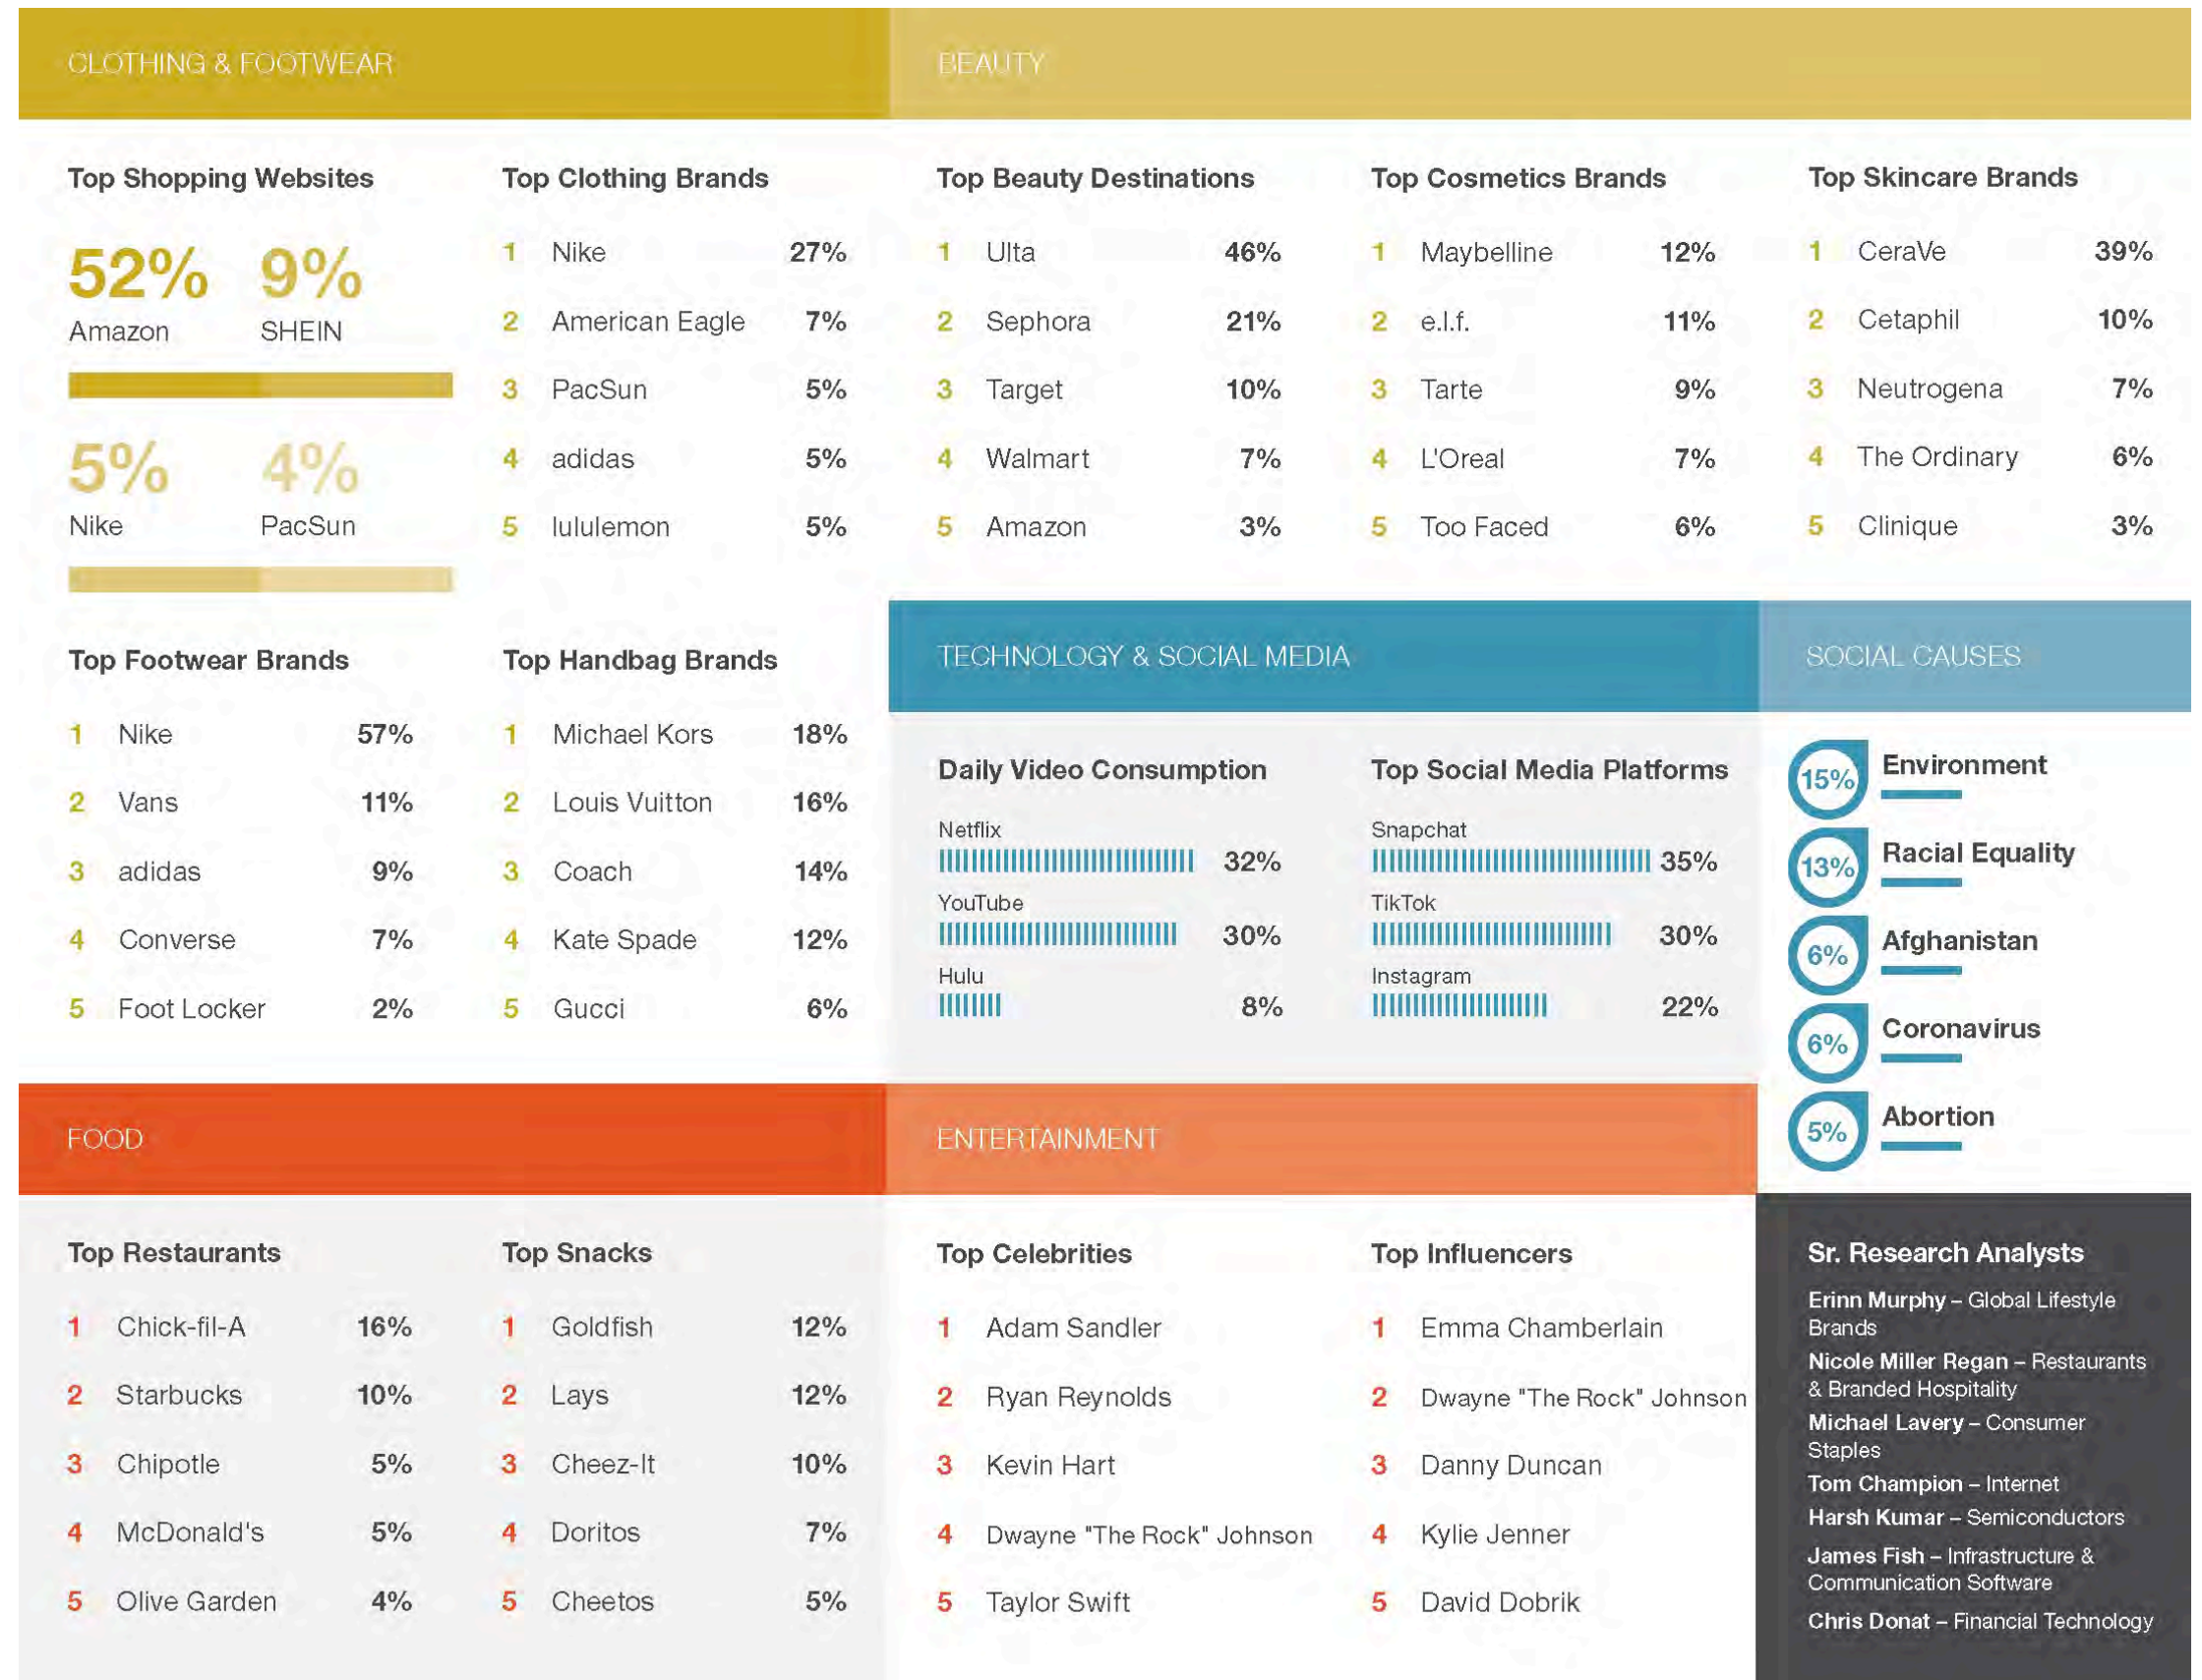 CLOTHING & FOOTWEAR
BEAUTY
Top Shopping Websites
52% 9%
Amazon SHEIN
5% 4%
Nike PacSun
Top Clothing Brands
1 Nike 27%
2 American Eagle 7%
3 PacSun 5%
4 adidas 5%
5 lululemon 5%
Top Beauty Destinations
1 Ulta 46%
2 Sephora 21%
3 Target 10%
4 Walmart 7%
5 Amazon 3%
Top Cosmetics Brands
1 Maybelline 12%
2 e.l.f. 11%
3 Tarte 9%
4 L'Oreal 7%
5 Too Faced 6%
Top Skincare Brands
1 CeraVe 39%
2 Cetaphil 10%
3 Neutrogena 7%
4 The Ordinary 6%
5 Clinique 3%
Top Footwear Brands
1 Nike 57%
2 Vans 11%
3 adidas 9%
4 Converse 7%
5 Foot Locker 2%
Top Handbag Brands
1 Michael Kors 18%
2 Louis Vuitton 16%
3 Coach 14%
4 Kate Spade 12%
5 Gucci 6%
TECHNOLOGY & SOCIAL MEDIA
Daily Video Consumption
Netflix
32%
YouTube
30%
Hulu
8%
Top Social Media Platforms
Snapchat
35%
TikTok
30%
Instagram
22%
SOCIAL CAUSES
15% Environment
13% Racial Equality
6% Afghanistan
6% Coronavirus
5% Abortion
FOOD
Top Restaurants
1 Chick-fil-A 16%
2 Starbucks 10%
3 Chipotle 5%
4 McDonald's 5%
5 Olive Garden 4%
Top Snacks
1 Goldfish 12%
2 Lays 12%
3 Cheez-It 10%
4 Doritos 7%
5 Cheetos 5%
ENTERTAINMENT
Top Celebrities
1 Adam Sandler
2 Ryan Reynolds
3 Kevin Hart
4 Dwayne "The Rock" Johnson
5 Taylor Swift
Top Influencers
1 Emma Chamberlain
2 Dwayne "The Rock" Johnson
3 Danny Duncan
4 Kylie Jenner
5 David Dobrik
Sr. Research Analysts
Erinn Murphy – Global Lifestyle
Brands
Nicole Miller Regan – Restaurants
& Branded Hospitality
Michael Lavery – Consumer
Staples
Tom Champion – Internet
Harsh Kumar – Semiconductors
James Fish – Infrastructure &
Communication Software
Chris Donat – Financial Technology